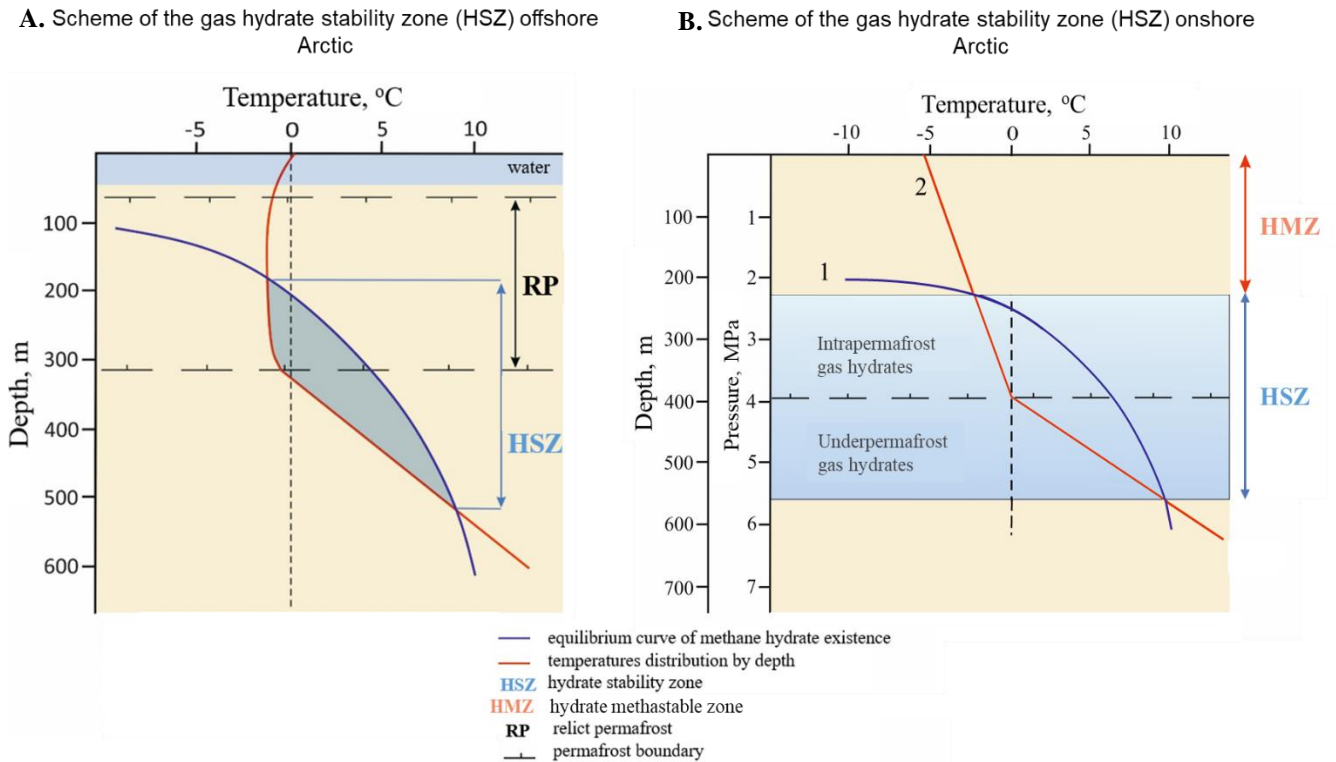 A. Scheme of the gas hydrate stability zone (HSZ) offshore
Arctic
Temperature, ºC
-5 0 5 10
water
100
200
300
400
500
600
Depth, m
RP
HSZ
B. Scheme of the gas hydrate stability zone (HSZ) onshore
Arctic
Temperature, ºC
-10 -5 0 5 10
2
1
100
200
300
400
500
600
700
Depth, m
1
2
3
4
5
6
7
Pressure, MPa
Intrapermafrost
gas hydrates
Underpermafrost
gas hydrates
HMZ
HSZ
equilibrium curve of methane hydrate existence
temperatures distribution by depth
HSZ hydrate stability zone
HMZ hydrate methastable zone
RP relict permafrost
permafrost boundary